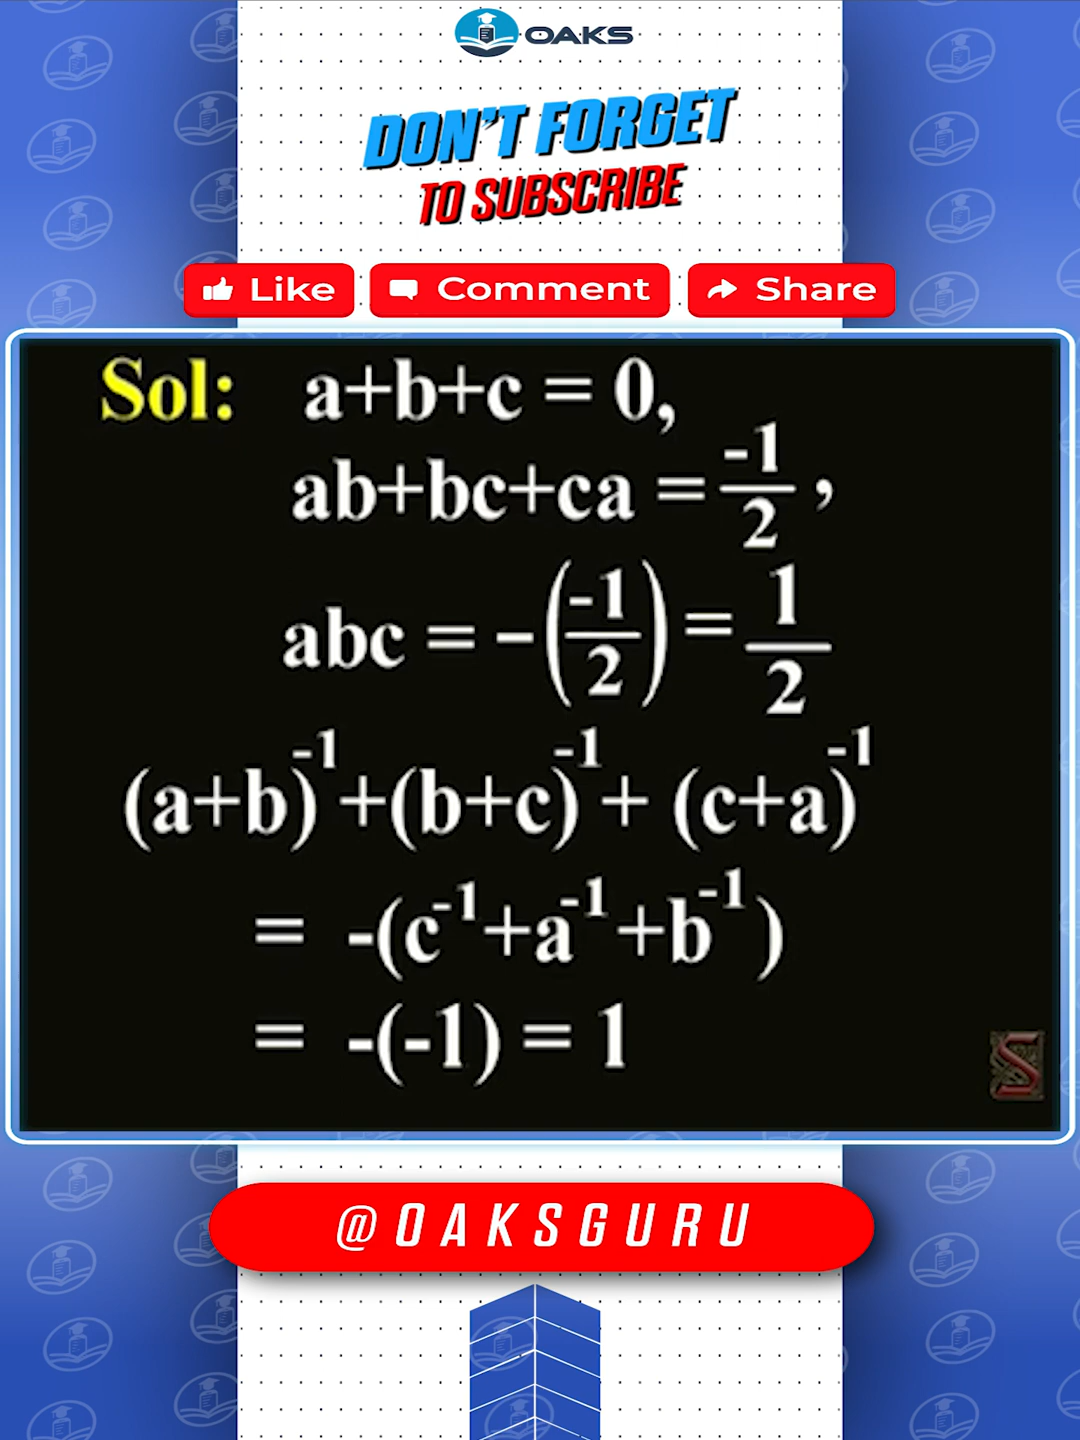 OAKS
DON'T FORGET
TO SUBSCRIBE
Like Comment Share
Sol: a+b+c = 0,
ab+bc+ca = -1/2 ,
abc = -(-1/2) = 1/2
(a+b)⁻¹+(b+c)⁻¹+ (c+a)⁻¹
= -(c⁻¹+a⁻¹+b⁻¹)
= -(-1) = 1
S
@OAKSGURU